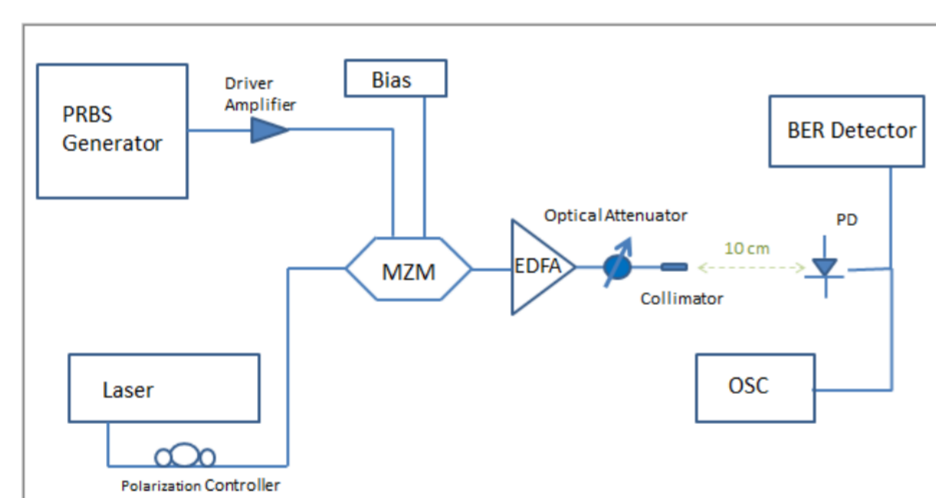 Driver
Amplifier
Bias
PRBS
Generator
BER Detector
Optical Attenuator
PD
10 cm
EDFA
MZM
Collimator
Laser
OSC
Polarization Controller